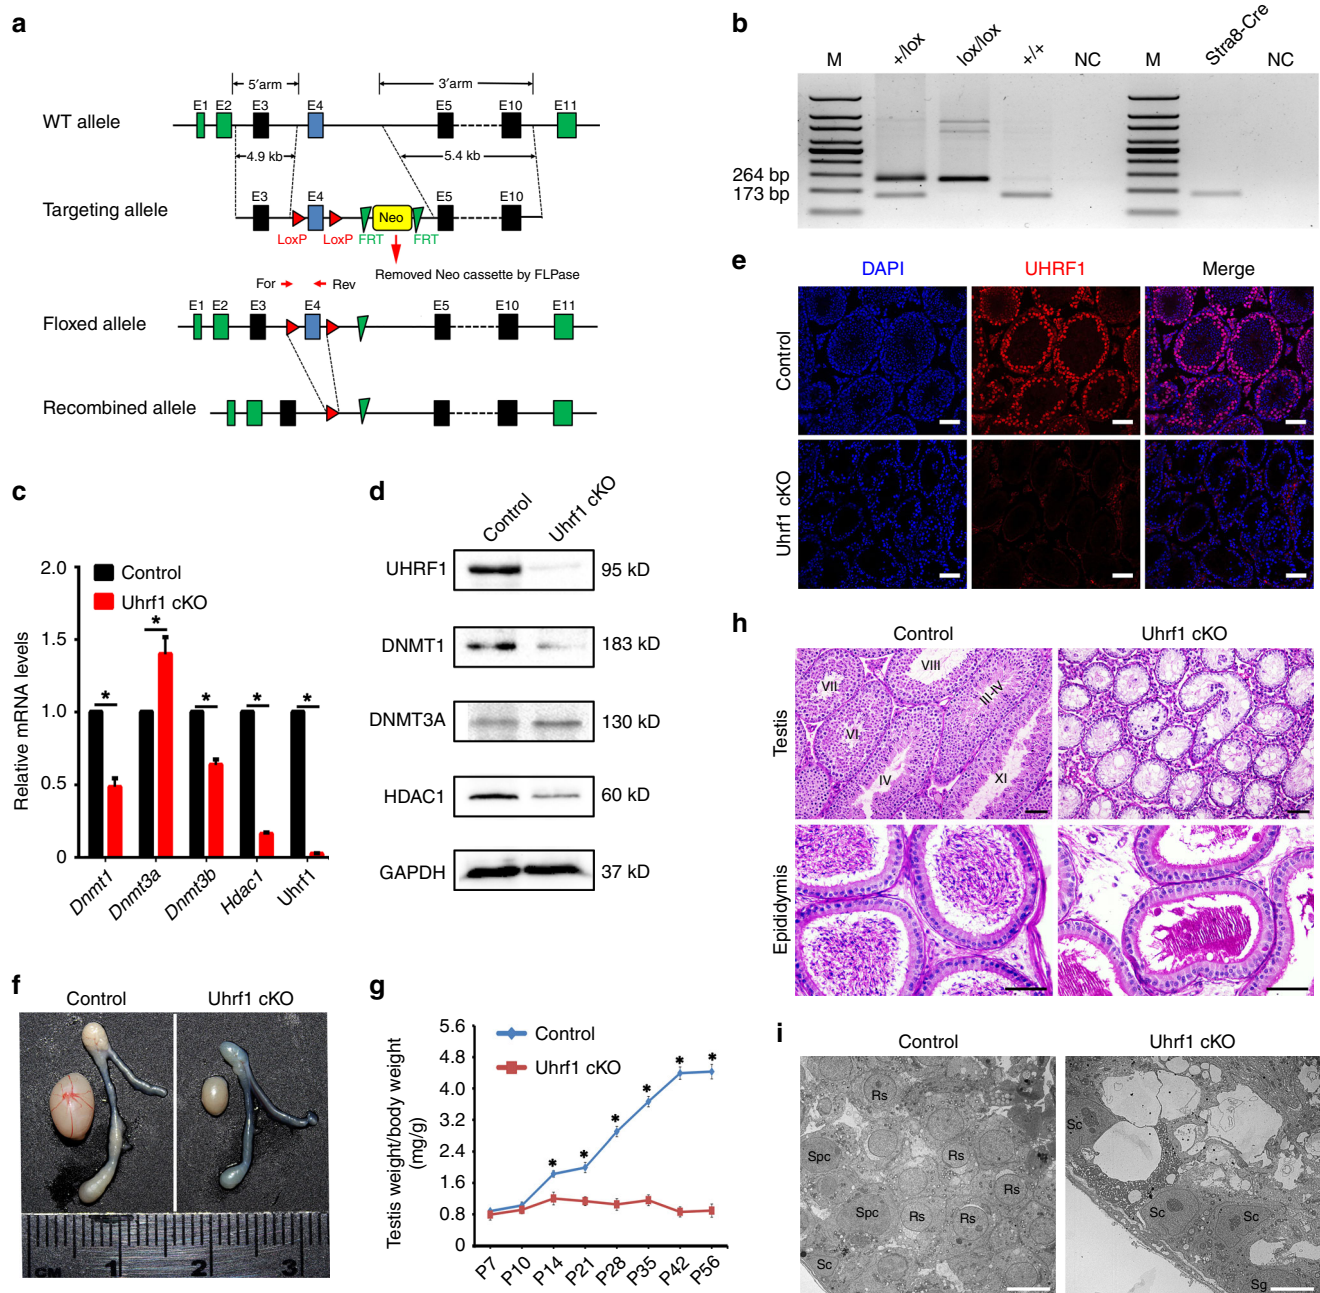 a
5′arm
3′arm
E1 E2 E3 E4 E5 E10 E11
WT allele
4.9 kb
5.4 kb
E3 E4 E5 E10
Targeting allele
Neo
LoxP LoxP FRT FRT
Removed Neo cassette by FLPase
For Rev
E1 E2 E3 E4 E5 E10 E11
Floxed allele
Recombined allele
b
M +/lox lox/lox +/+ NC M Stra8-Cre NC
264 bp
173 bp
c
Relative mRNA levels
2.0
1.5
1.0
0.5
0
Control
Uhrf1 cKO
* * * * *
Dnmt1 Dnmt3a Dnmt3b Hdac1 Uhrf1
d
Control Uhrf1 cKO
UHRF1 95 kD
DNMT1 183 kD
DNMT3A 130 kD
HDAC1 60 kD
GAPDH 37 kD
e
DAPI UHRF1 Merge
Control
Uhrf1 cKO
f
Control Uhrf1 cKO
CM 1 2 3
g
Testis weight/body weight
(mg/g)
5.6
4.8
4.0
3.2
2.4
1.6
0.8
0
Control
Uhrf1 cKO
* * * * * *
P7 P10 P14 P21 P28 P35 P42 P56
h
Control Uhrf1 cKO
Testis
VII VIII III-IV
VI
IV XI
Epididymis
i
Control Uhrf1 cKO
Rs
Spc Rs
Rs
Spc Rs Rs
Sc
Sc
Sc Sc
Sg